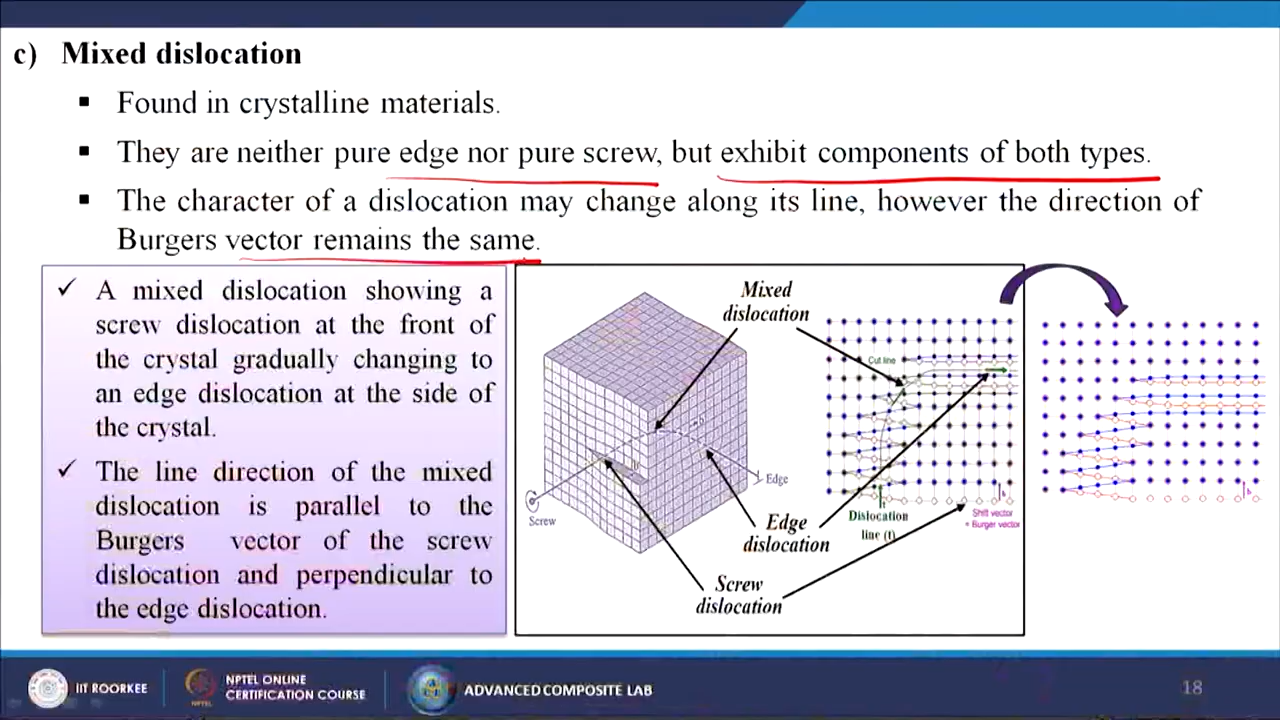 c) Mixed dislocation
▪ Found in crystalline materials.
▪ They are neither pure edge nor pure screw, but exhibit components of both types.
▪ The character of a dislocation may change along its line, however the direction of
Burgers vector remains the same.
✓ A mixed dislocation showing a
screw dislocation at the front of
the crystal gradually changing to
an edge dislocation at the side of
the crystal.
✓ The line direction of the mixed
dislocation is parallel to the
Burgers vector of the screw
dislocation and perpendicular to
the edge dislocation.
Mixed
dislocation
Cut line
Edge
Screw
Edge
dislocation
Screw
dislocation
Dislocation
line (t)
Shift vector
= Burger vector
b
b
IIT ROORKEE
NPTEL ONLINE
CERTIFICATION COURSE
ADVANCED COMPOSITE LAB
18